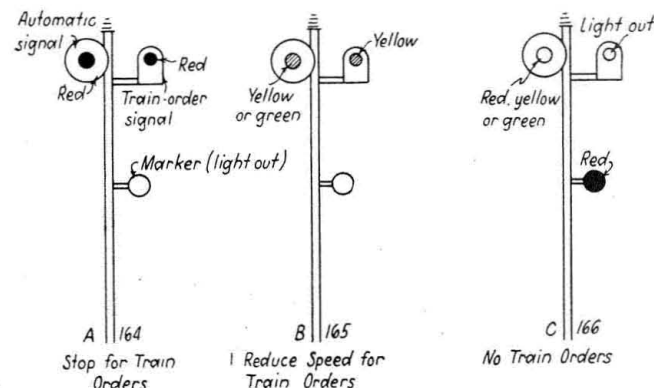 Automatic
signal
Red
Red
Train-order
signal
Marker (light out)
A 164
Stop for Train
Orders
Yellow
Yellow
or green
B 165
Reduce Speed for
Train Orders
Light out
Red, yellow
or green
Red
C 166
No Train Orders